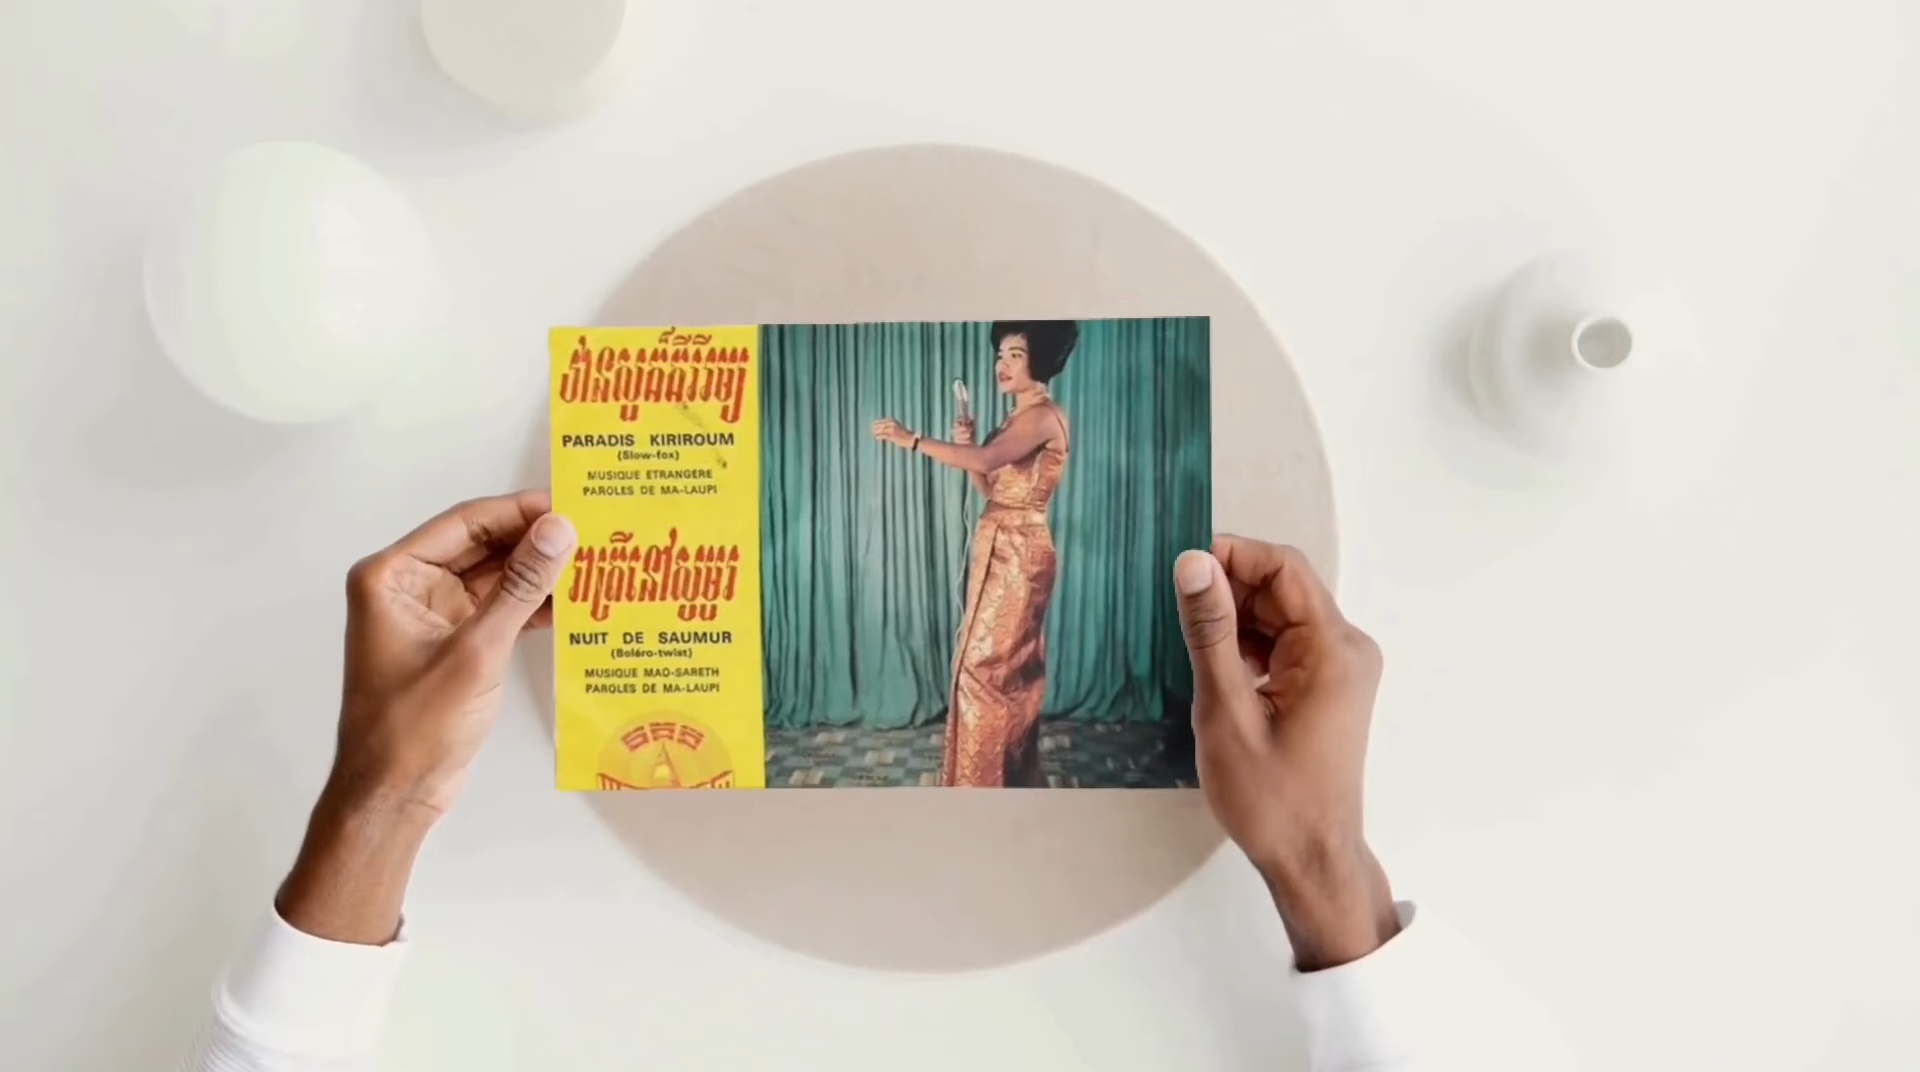 ឋានសួគ៌គីរីរម្យ
PARADIS KIRIROUM
(Slow-fox)
MUSIQUE ETRANGERE
PAROLES DE MA-LAUPI
រាត្រីនៅសូមួរ
NUIT DE SAUMUR
(Boléro-twist)
MUSIQUE MAO-SARETH
PAROLES DE MA-LAUPI